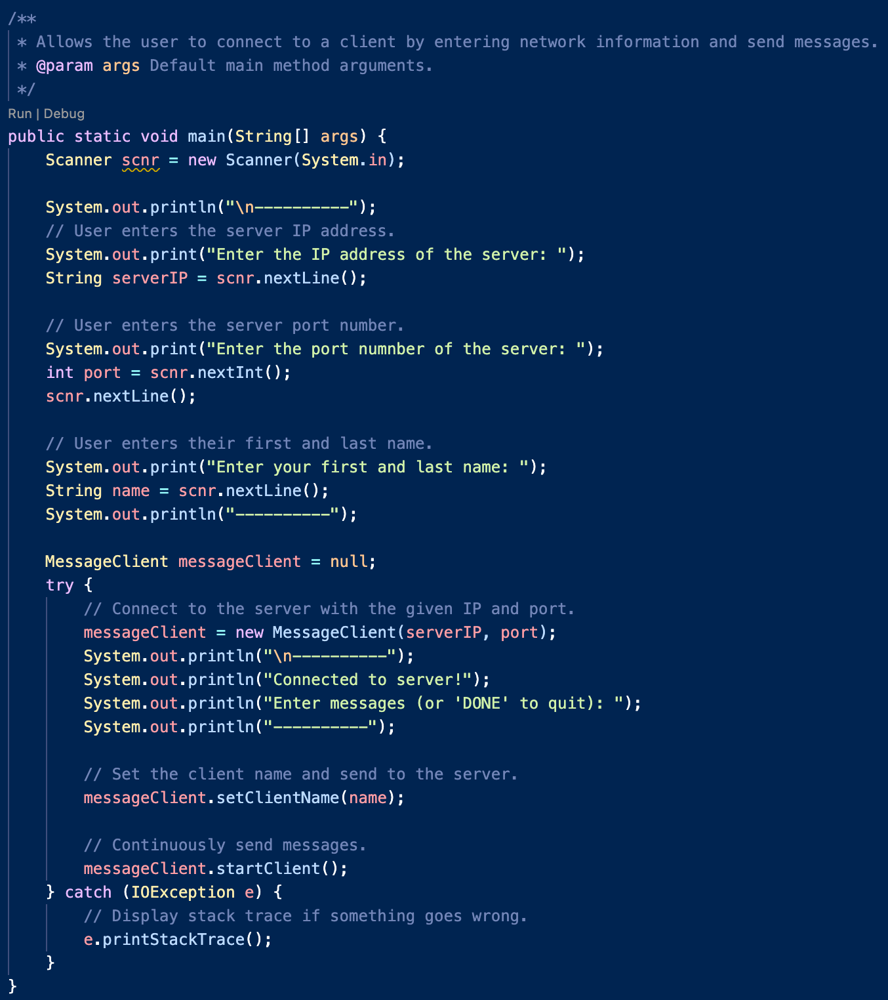 /**
 * Allows the user to connect to a client by entering network information and send messages.
 * @param args Default main method arguments.
 */
Run | Debug
public static void main(String[] args) {
    Scanner scnr = new Scanner(System.in);

    System.out.println("\n----------");
    // User enters the server IP address.
    System.out.print("Enter the IP address of the server: ");
    String serverIP = scnr.nextLine();

    // User enters the server port number.
    System.out.print("Enter the port numnber of the server: ");
    int port = scnr.nextInt();
    scnr.nextLine();

    // User enters their first and last name.
    System.out.print("Enter your first and last name: ");
    String name = scnr.nextLine();
    System.out.println("----------");

    MessageClient messageClient = null;
    try {
        // Connect to the server with the given IP and port.
        messageClient = new MessageClient(serverIP, port);
        System.out.println("\n----------");
        System.out.println("Connected to server!");
        System.out.println("Enter messages (or 'DONE' to quit): ");
        System.out.println("----------");

        // Set the client name and send to the server.
        messageClient.setClientName(name);

        // Continuously send messages.
        messageClient.startClient();
    } catch (IOException e) {
        // Display stack trace if something goes wrong.
        e.printStackTrace();
    }
}